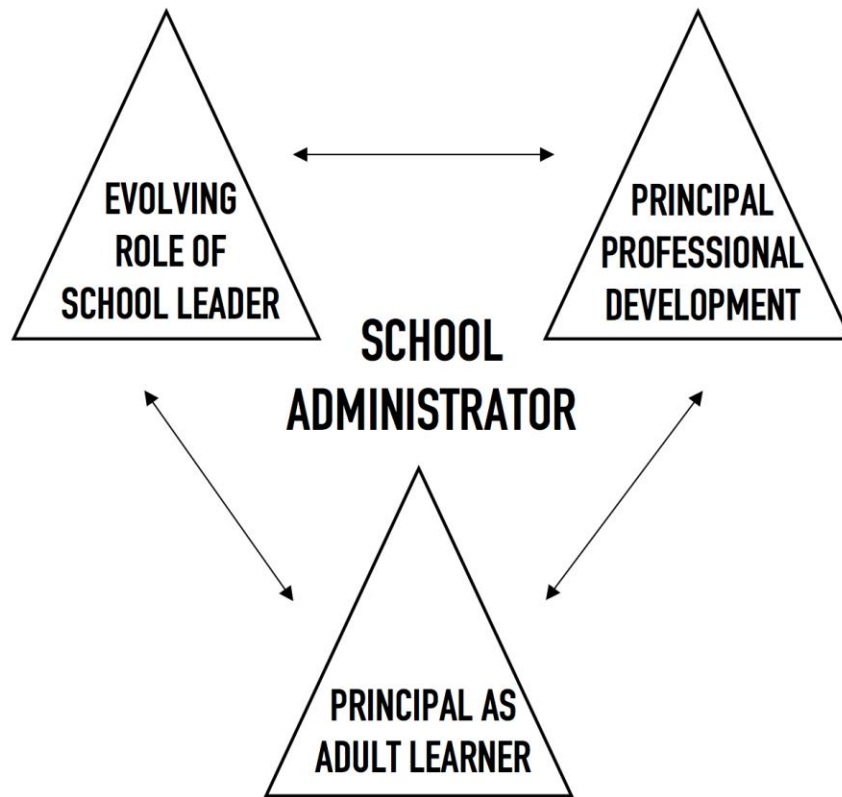 EVOLVING
ROLE OF
SCHOOL LEADER
PRINCIPAL
PROFESSIONAL
DEVELOPMENT
SCHOOL
ADMINISTRATOR
PRINCIPAL AS
ADULT LEARNER